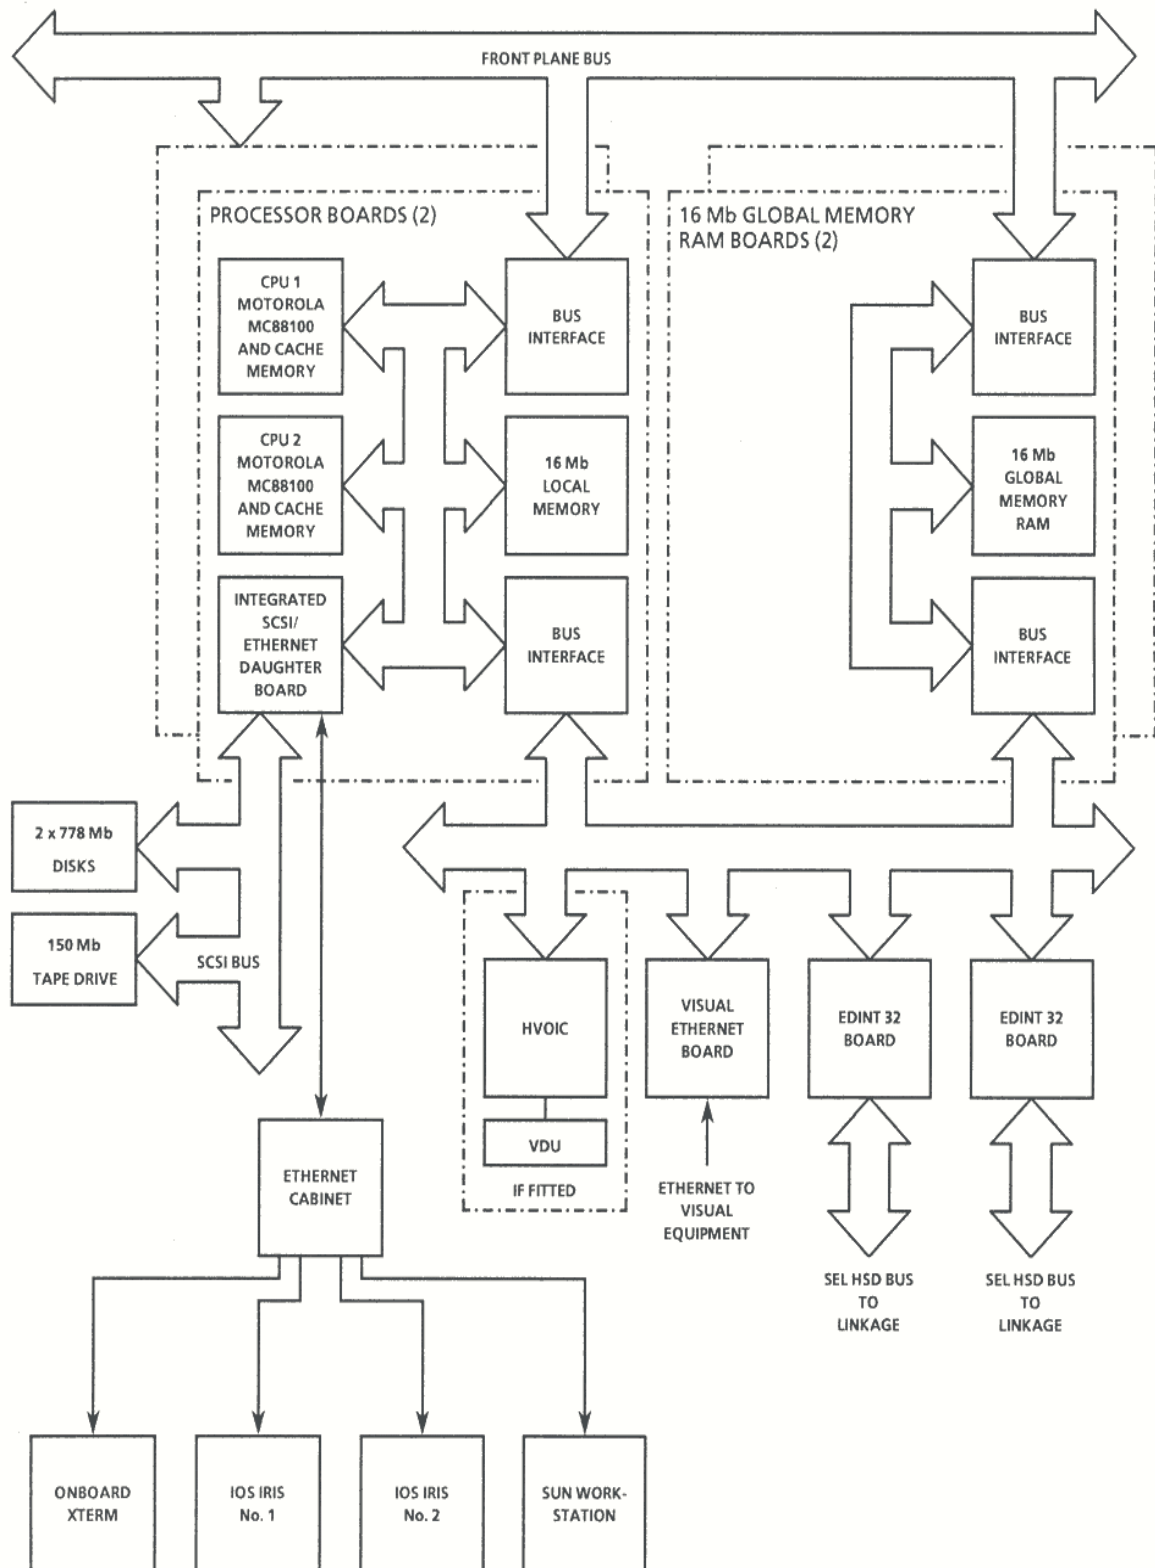 FRONT PLANE BUS
PROCESSOR BOARDS (2)
16 Mb GLOBAL MEMORY
RAM BOARDS (2)
CPU 1
MOTOROLA
MC88100
AND CACHE
MEMORY
BUS
INTERFACE
BUS
INTERFACE
CPU 2
MOTOROLA
MC88100
AND CACHE
MEMORY
16 Mb
LOCAL
MEMORY
16 Mb
GLOBAL
MEMORY
RAM
INTEGRATED
SCSI/
ETHERNET
DAUGHTER
BOARD
BUS
INTERFACE
BUS
INTERFACE
2 x 778 Mb
DISKS
150 Mb
TAPE DRIVE
SCSI BUS
HVOIC
VDU
IF FITTED
VISUAL
ETHERNET
BOARD
EDINT 32
BOARD
EDINT 32
BOARD
ETHERNET TO
VISUAL
EQUIPMENT
SEL HSD BUS
TO
LINKAGE
SEL HSD BUS
TO
LINKAGE
ETHERNET
CABINET
ONBOARD
XTERM
IOS IRIS
No. 1
IOS IRIS
No. 2
SUN WORK-
STATION